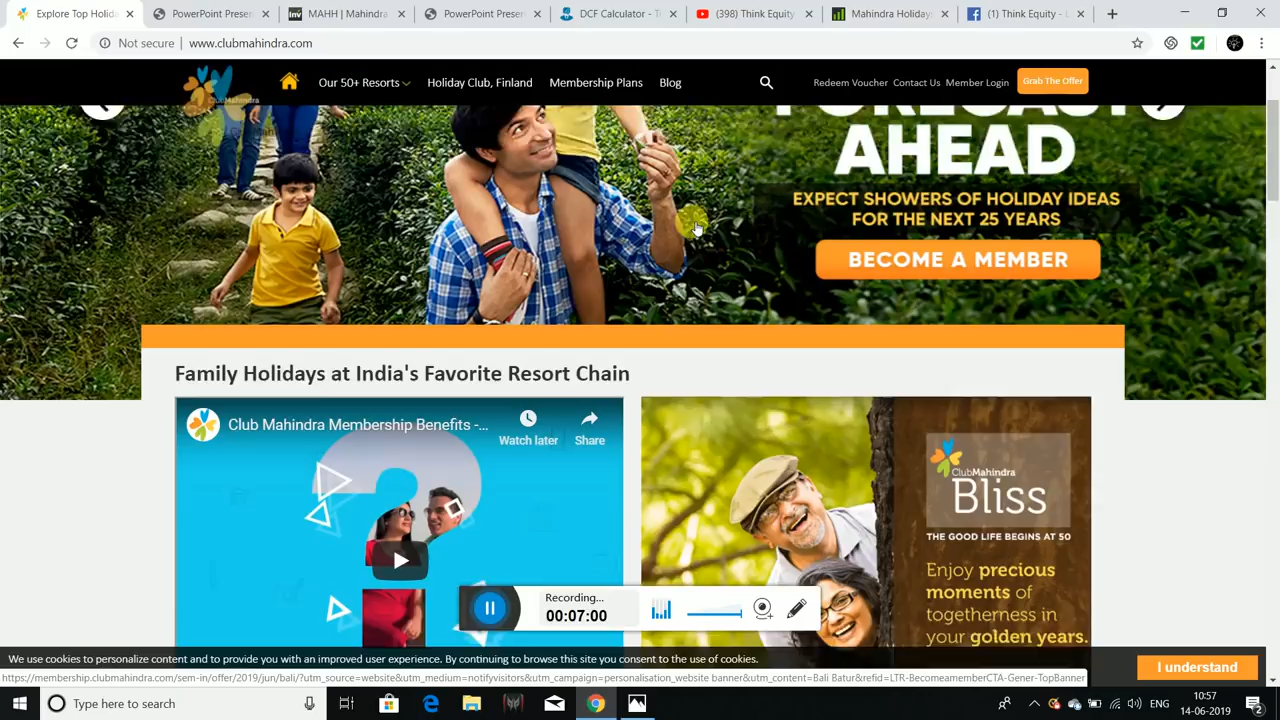 Explore Top Holida
PowerPoint Presen
MAHH | Mahindra
PowerPoint Presen
DCF Calculator - T
(398) Think Equity
Mahindra Holidays
(1) Think Equity - L
Not secure | www.clubmahindra.com
Our 50+ Resorts
Holiday Club, Finland
Membership Plans
Blog
Redeem Voucher
Contact Us
Member Login
Grab The Offer
AHEAD
EXPECT SHOWERS OF HOLIDAY IDEAS
FOR THE NEXT 25 YEARS
BECOME A MEMBER
Family Holidays at India's Favorite Resort Chain
Club Mahindra Membership Benefits -...
Watch later
Share
ClubMahindra
Bliss
THE GOOD LIFE BEGINS AT 50
Enjoy precious
moments of
togetherness in
your golden years.
Recording...
00:07:00
We use cookies to personalize content and to provide you with an improved user experience. By continuing to browse this site you consent to the use of cookies.
I understand
https://membership.clubmahindra.com/sem-in/offer/2019/jun/bali/?utm_source=website&utm_medium=notifyvisitors&utm_campaign=personalisation_website banner&utm_content=Bali Batur&refid=LTR-BecomeamemberCTA-Gener-TopBanner
Type here to search
ENG
10:57
14-06-2019
2